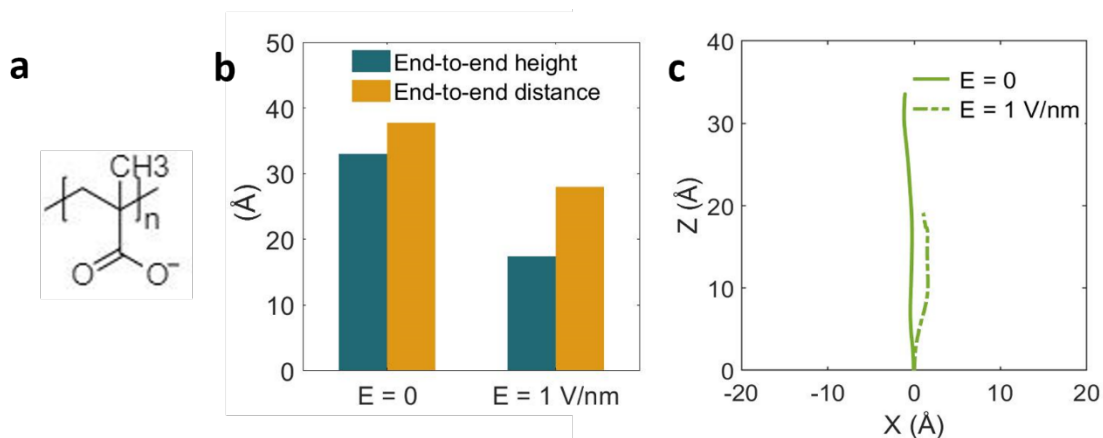 a
CH3
n
O
O⁻
b
50
40
30
20
10
0
(Å)
End-to-end height
End-to-end distance
E = 0
E = 1 V/nm
c
40
30
20
10
0
Z (Å)
E = 0
E = 1 V/nm
-20
-10
0
10
20
X (Å)